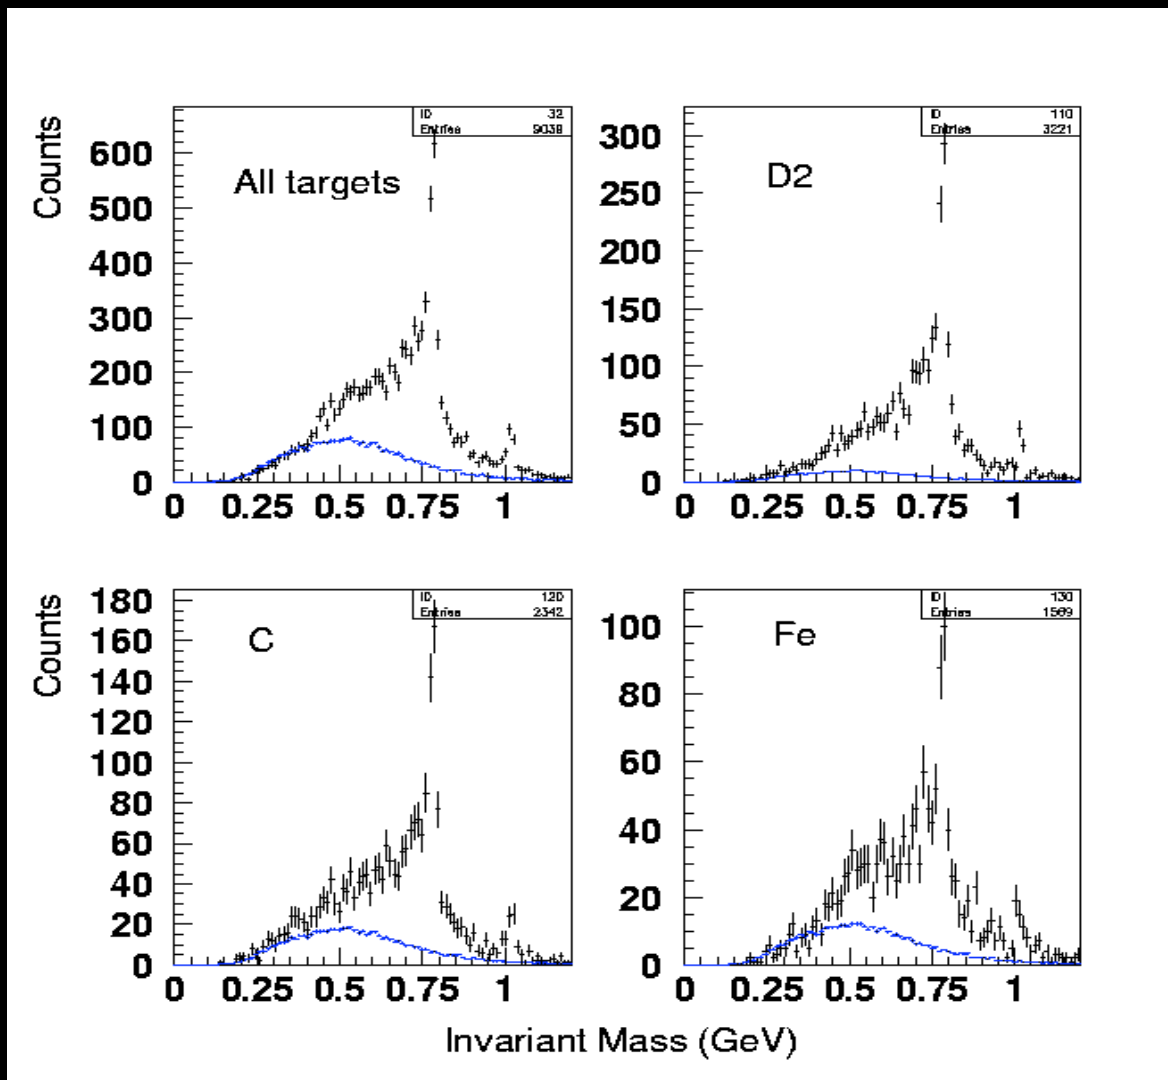 ID 32
Entries 9038
Counts
All targets
600
500
400
300
200
100
0
0 0.25 0.5 0.75 1
ID 110
Entries 3221
D2
300
250
200
150
100
50
0
0 0.25 0.5 0.75 1
ID 120
Entries 2342
Counts
C
180
160
140
120
100
80
60
40
20
0
0 0.25 0.5 0.75 1
ID 130
Entries 1569
Fe
100
80
60
40
20
0
0 0.25 0.5 0.75 1
Invariant Mass (GeV)